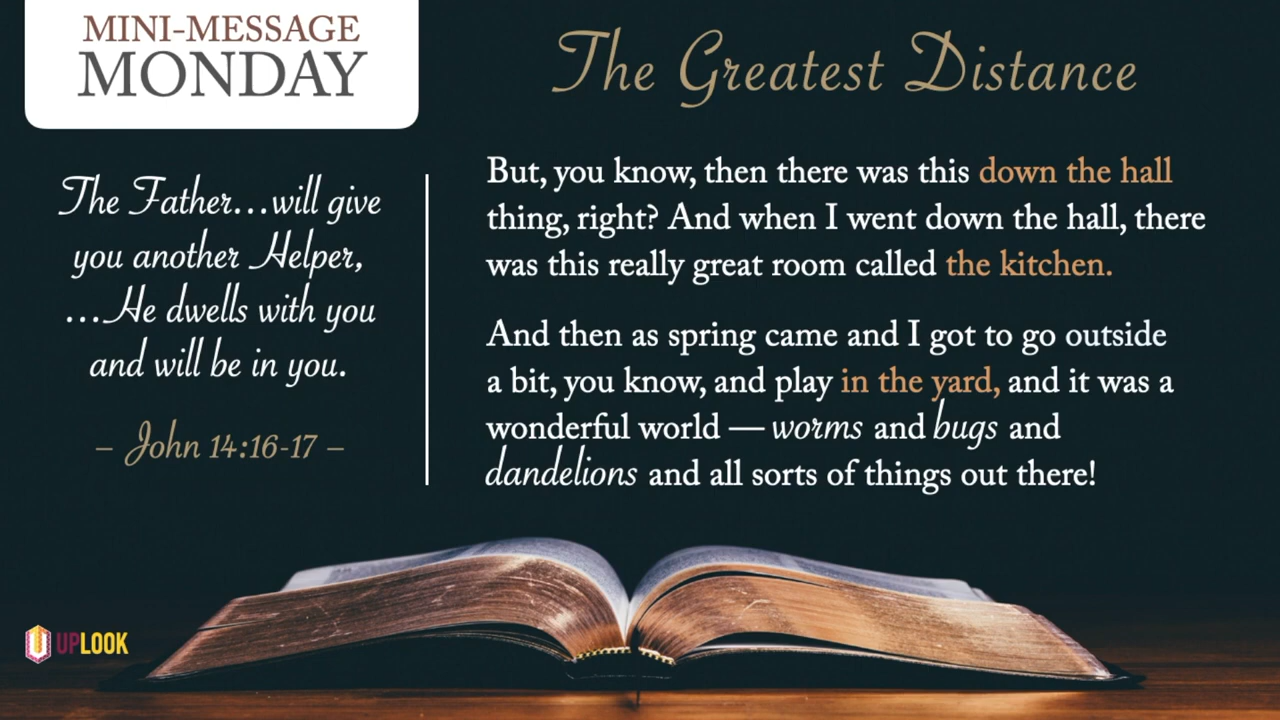 MINI-MESSAGE
MONDAY
The Greatest Distance
The Father...will give
you another Helper,
...He dwells with you
and will be in you.
– John 14:16-17 –
But, you know, then there was this down the hall
thing, right? And when I went down the hall, there
was this really great room called the kitchen.
And then as spring came and I got to go outside
a bit, you know, and play in the yard, and it was a
wonderful world — worms and bugs and
dandelions and all sorts of things out there!
UPLOOK